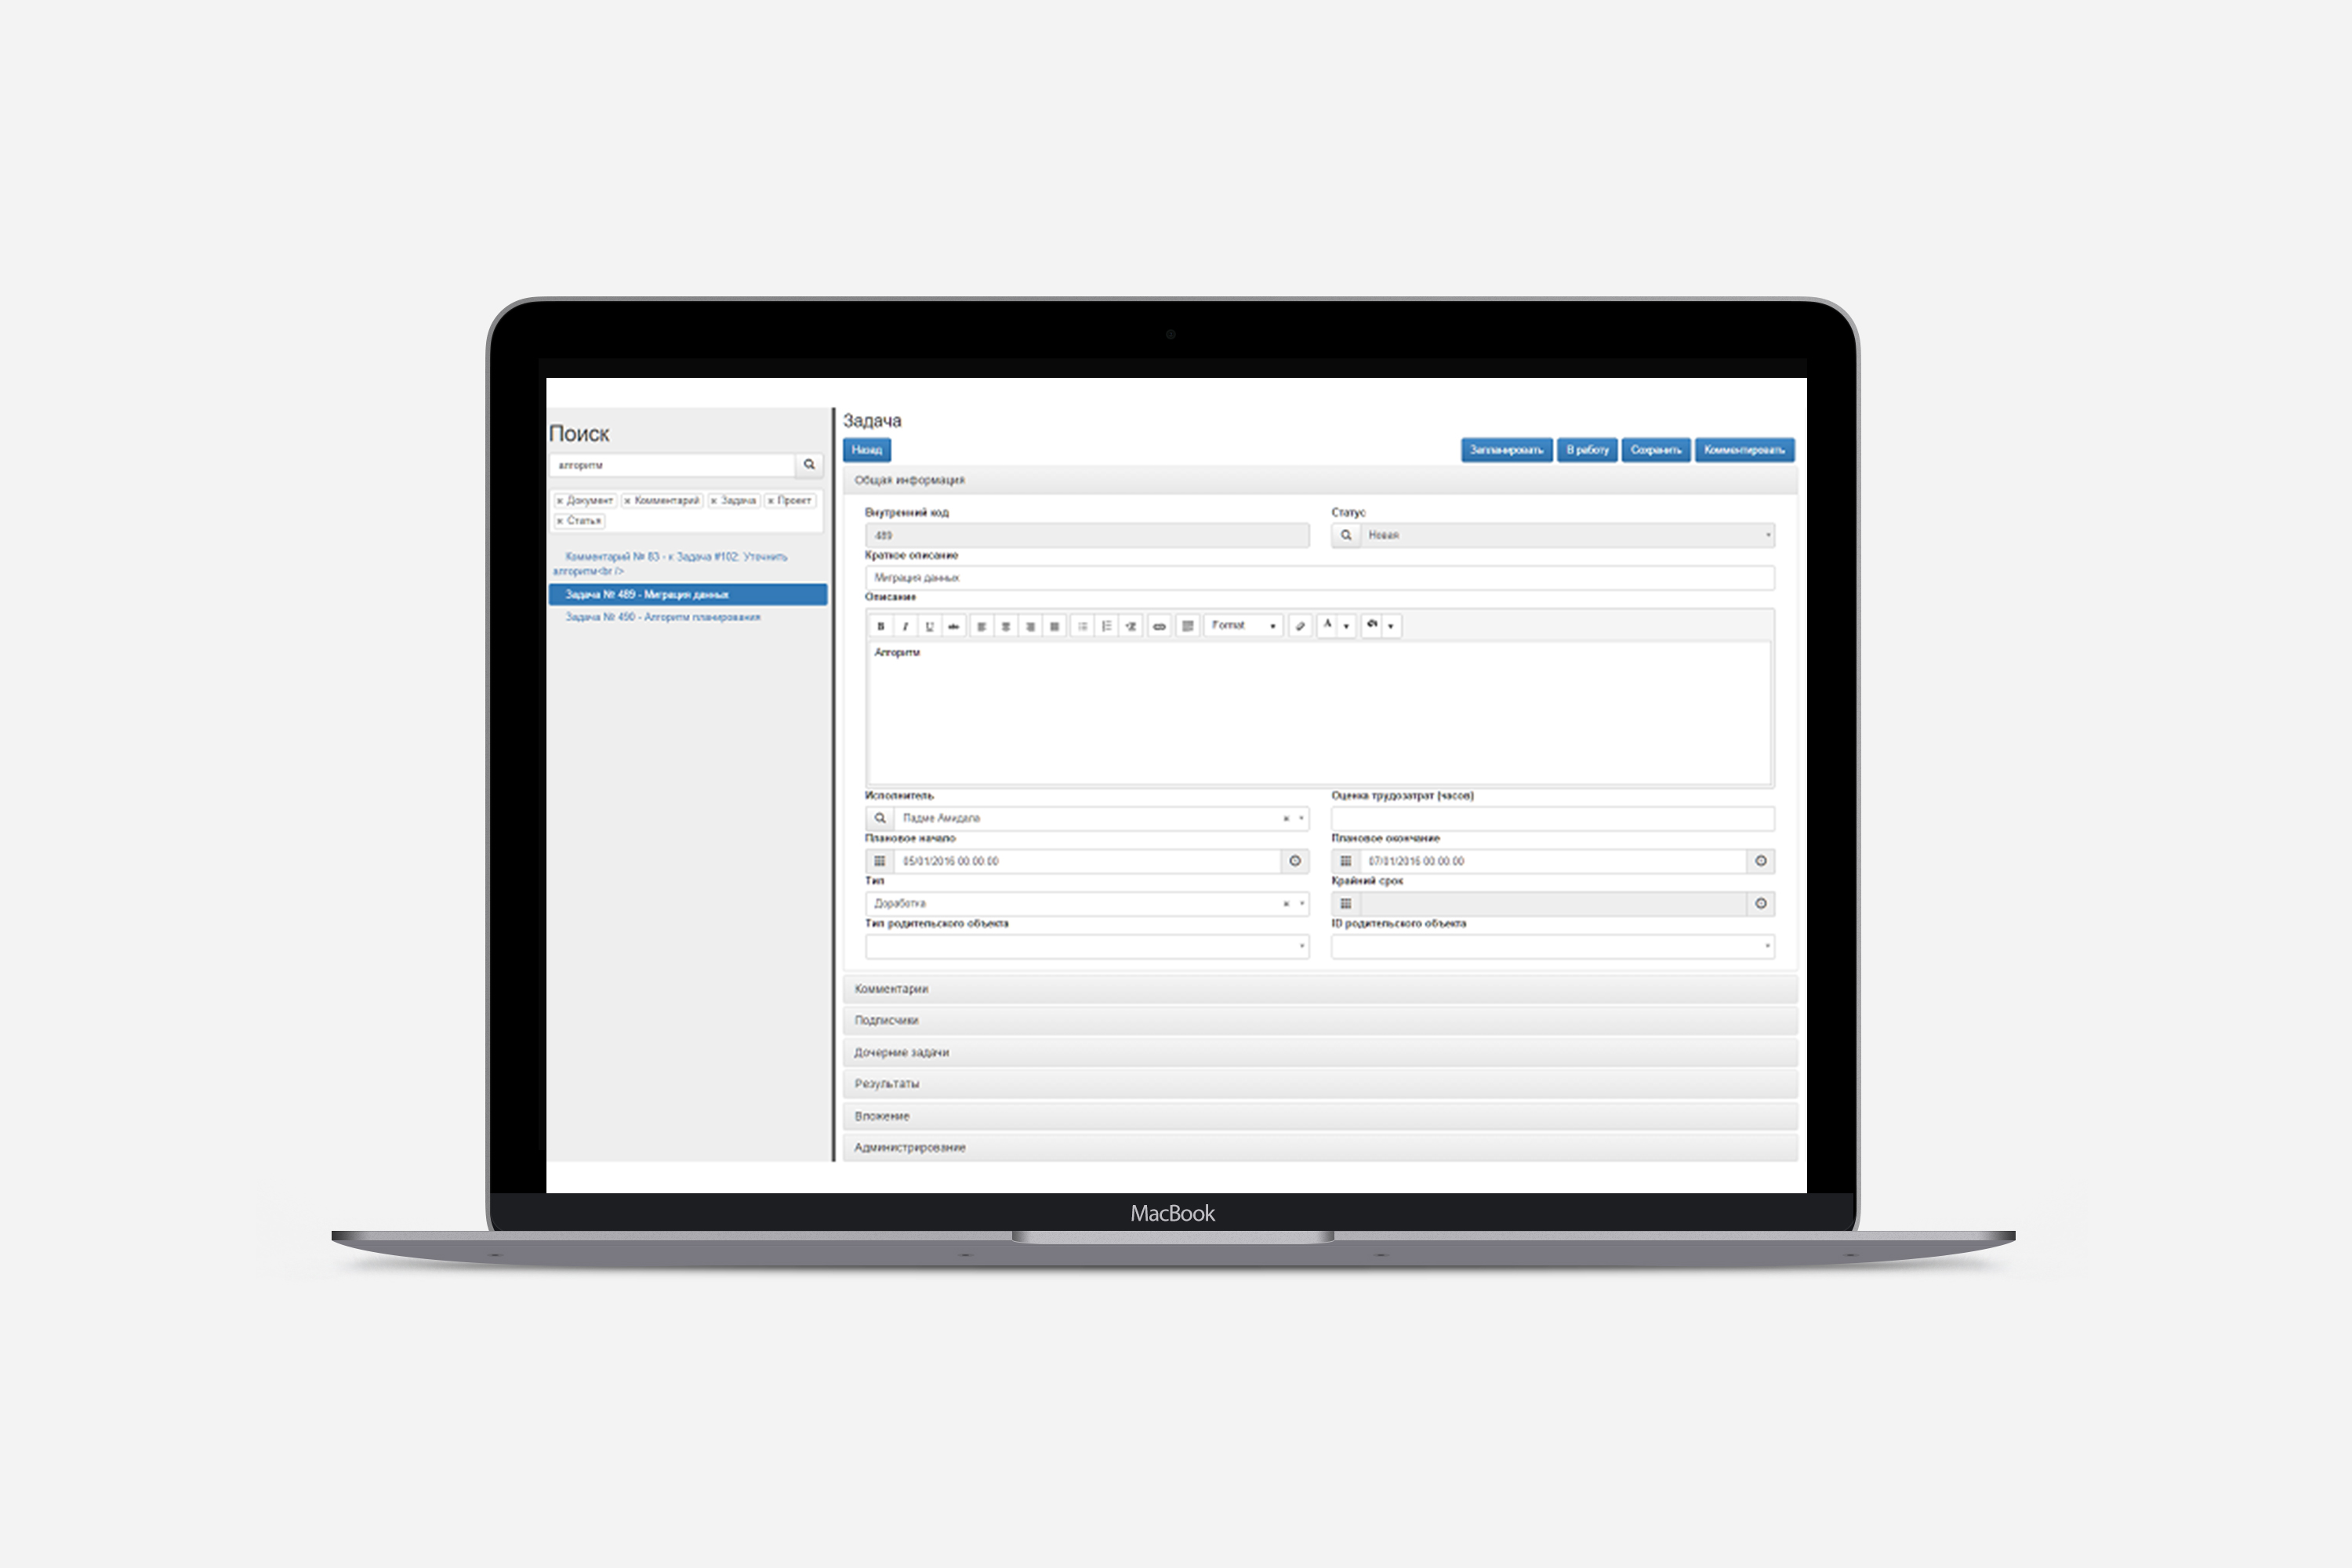 Поиск
алгоритм
× Документ × Комментарий × Задача × Проект
× Статья
Комментарий № 83 - к Задача #102: Уточнить
алгоритм<br />
Задача № 489 - Миграция данных
Задача № 490 - Алгоритм планирования
Задача
Назад
Запланировать В работу Сохранить Комментировать
Общая информация
Внутренний код Статус
489 Новая
Краткое описание
Миграция данных
Описание
B I U abc Format A
Алгоритм
Исполнитель Оценка трудозатрат (часов)
Падме Амидала
Плановое начало Плановое окончание
05/01/2016 00:00:00 07/01/2016 00:00:00
Тип Крайний срок
Доработка
Тип родительского объекта ID родительского объекта
Комментарии
Подписчики
Дочерние задачи
Результаты
Вложение
Администрирование
MacBook